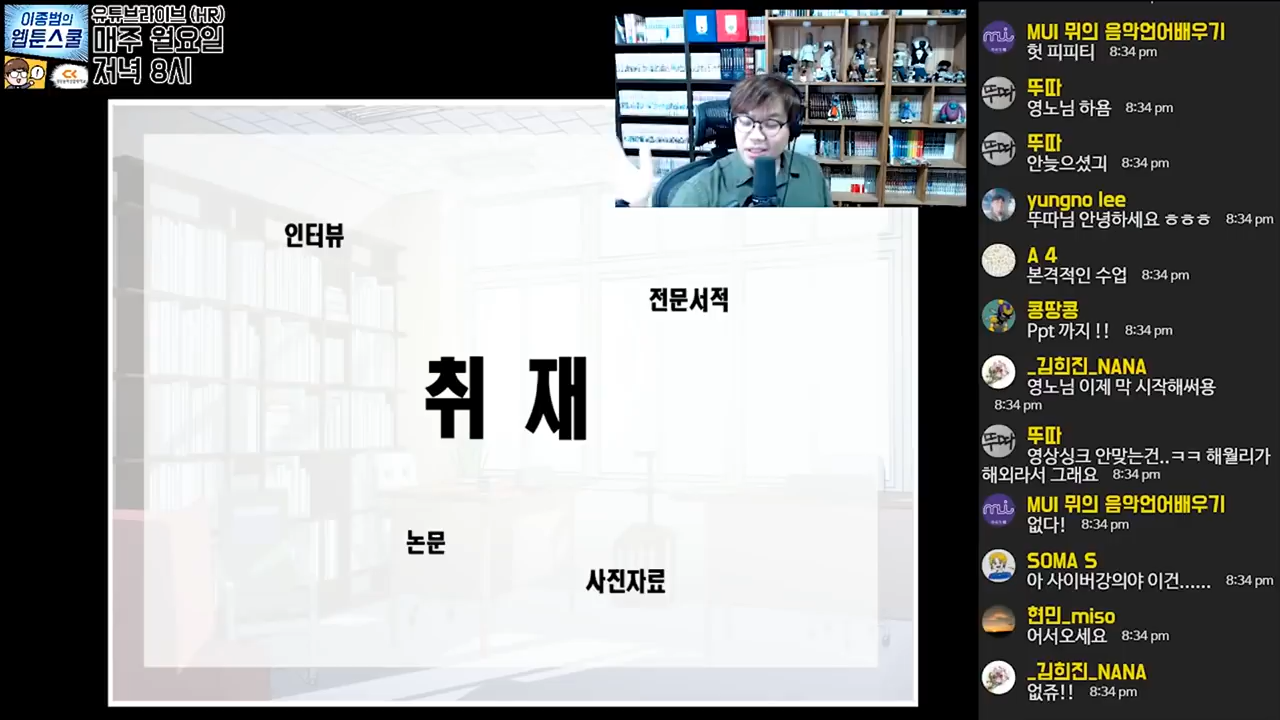 이종범의
웹툰스쿨
유튜브라이브 (HR)
매주 월요일
저녁 8시
인터뷰
전문서적
취 재
논문
사진자료
MUI 뮈의 음악언어배우기
헛 피피티 8:34 pm
뚜따
영노님 하욤 8:34 pm
뚜따
안늦으셨긔 8:34 pm
yungno lee
뚜따님 안녕하세요 ㅎㅎㅎ 8:34 pm
A 4
본격적인 수업 8:34 pm
콩땅콩
Ppt 까지 !! 8:34 pm
_김희진_NANA
영노님 이제 막 시작해써용
8:34 pm
뚜따
영상싱크 안맞는건..ㅋㅋ 해월리가
해외라서 그래요 8:34 pm
MUI 뮈의 음악언어배우기
없다! 8:34 pm
SOMA S
아 사이버강의야 이건...... 8:34 pm
현민_miso
어서오세요 8:34 pm
_김희진_NANA
없쥬!! 8:34 pm